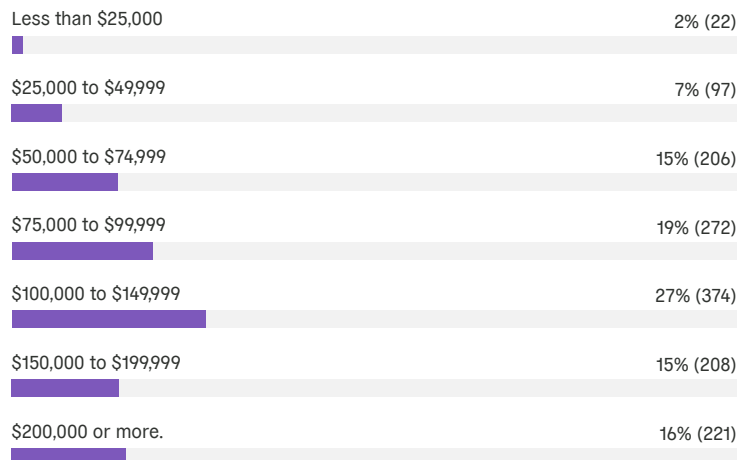 Less than $25,000 2% (22)
$25,000 to $49,999 7% (97)
$50,000 to $74,999 15% (206)
$75,000 to $99,999 19% (272)
$100,000 to $149,999 27% (374)
$150,000 to $199,999 15% (208)
$200,000 or more. 16% (221)